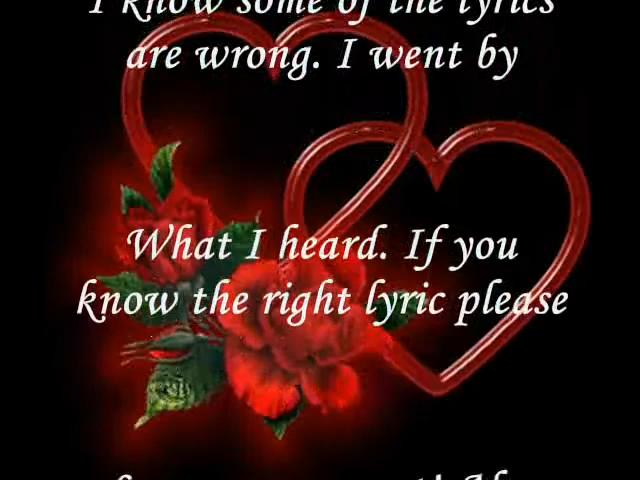 I know some of the lyrics
are wrong. I went by
What I heard. If you
know the right lyric please